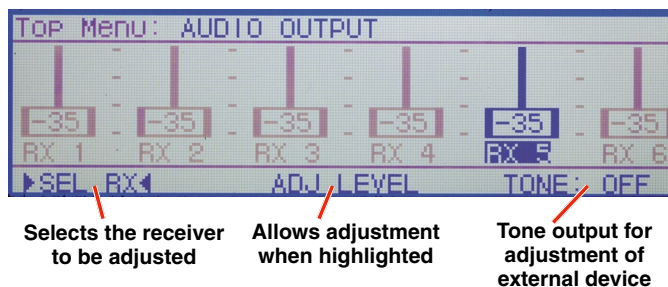 Top Menu: AUDIO OUTPUT
-35 -35 -35 -35 -35 -35
RX 1 RX 2 RX 3 RX 4 RX 5 RX 6
▶SEL RX◀ ADJ LEVEL TONE: OFF
Selects the receiver
to be adjusted
Allows adjustment
when highlighted
Tone output for
adjustment of
external device